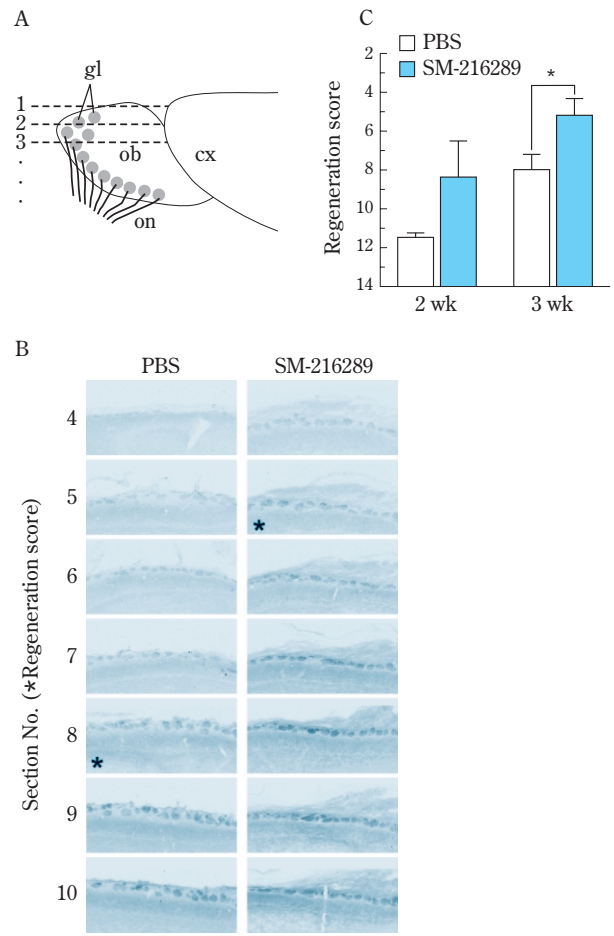 A
gl
1
2
3
.
.
.
ob
cx
on
C
PBS
SM-216289
*
Regeneration score
2
4
6
8
10
12
14
2 wk
3 wk
B
PBS
SM-216289
Section No. (*Regeneration score)
4
5
*
6
7
8
*
9
10